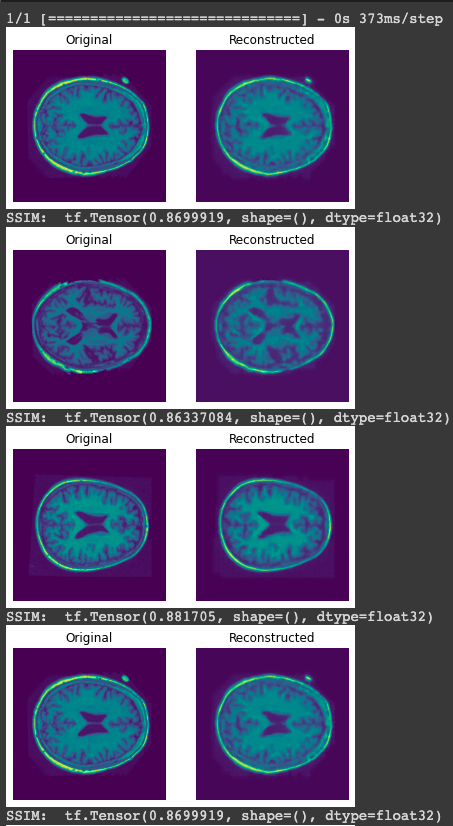 1/1 [==============================] - 0s 373ms/step
Original Reconstructed
SSIM:  tf.Tensor(0.8699919, shape=(), dtype=float32)
Original Reconstructed
SSIM:  tf.Tensor(0.86337084, shape=(), dtype=float32)
Original Reconstructed
SSIM:  tf.Tensor(0.881705, shape=(), dtype=float32)
Original Reconstructed
SSIM:  tf.Tensor(0.8699919, shape=(), dtype=float32)